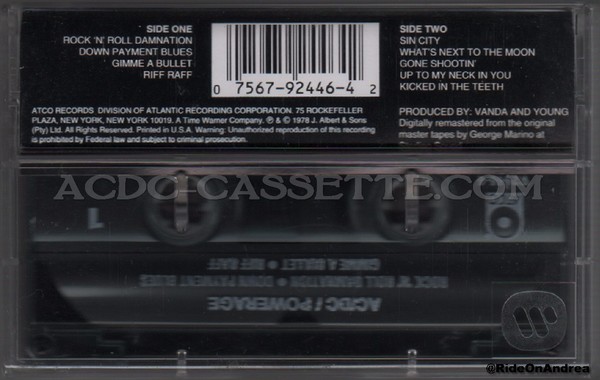 SIDE ONE
ROCK 'N' ROLL DAMNATION
DOWN PAYMENT BLUES
GIMME A BULLET
RIFF RAFF
0 7567-92446-4 2
SIDE TWO
SIN CITY
WHAT'S NEXT TO THE MOON
GONE SHOOTIN'
UP TO MY NECK IN YOU
KICKED IN THE TEETH
ATCO RECORDS DIVISION OF ATLANTIC RECORDING CORPORATION. 75 ROCKEFELLER
PLAZA, NEW YORK, NEW YORK 10019. A Time Warner Company. ℗ & © 1978 J. Albert & Sons
(Pty) Ltd. All Rights Reserved. Printed in U.S.A. Warning: Unauthorized reproduction of this recording
is prohibited by Federal law and subject to criminal prosecution.
PRODUCED BY: VANDA AND YOUNG
Digitally remastered from the original
master tapes by George Marino at
ACDC-CASSETTE.COM
1
GIMME A BULLET • RIFF RAFF
ROCK 'N' ROLL DAMNATION • DOWN PAYMENT BLUES
AC/DC / POWERAGE
@RideOnAndrea